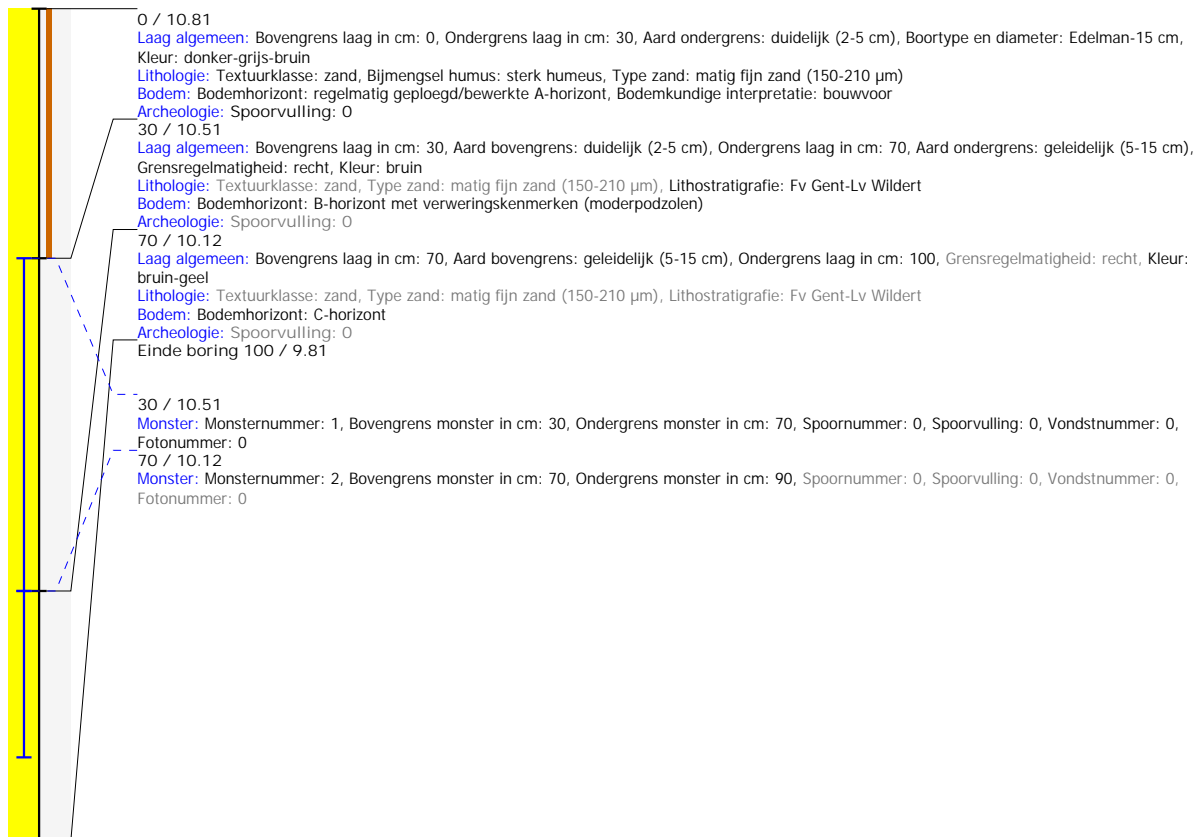 0 / 10.81
Laag algemeen: Bovengrens laag in cm: 0, Ondergrens laag in cm: 30, Aard ondergrens: duidelijk (2-5 cm), Boortype en diameter: Edelman-15 cm,
Kleur: donker-grijs-bruin
Lithologie: Textuurklasse: zand, Bijmengsel humus: sterk humeus, Type zand: matig fijn zand (150-210 µm)
Bodem: Bodemhorizont: regelmatig geploegd/bewerkte A-horizont, Bodemkundige interpretatie: bouwvoor
Archeologie: Spoorvulling: 0
30 / 10.51
Laag algemeen: Bovengrens laag in cm: 30, Aard bovengrens: duidelijk (2-5 cm), Ondergrens laag in cm: 70, Aard ondergrens: geleidelijk (5-15 cm),
Grensregelmatigheid: recht, Kleur: bruin
Lithologie: Textuurklasse: zand, Type zand: matig fijn zand (150-210 µm), Lithostratigrafie: Fv Gent-Lv Wildert
Bodem: Bodemhorizont: B-horizont met verweringskenmerken (moderpodzolen)
Archeologie: Spoorvulling: 0
70 / 10.12
Laag algemeen: Bovengrens laag in cm: 70, Aard bovengrens: geleidelijk (5-15 cm), Ondergrens laag in cm: 100, Grensregelmatigheid: recht, Kleur:
bruin-geel
Lithologie: Textuurklasse: zand, Type zand: matig fijn zand (150-210 µm), Lithostratigrafie: Fv Gent-Lv Wildert
Bodem: Bodemhorizont: C-horizont
Archeologie: Spoorvulling: 0
Einde boring 100 / 9.81
30 / 10.51
Monster: Monsternummer: 1, Bovengrens monster in cm: 30, Ondergrens monster in cm: 70, Spoornummer: 0, Spoorvulling: 0, Vondstnummer: 0,
Fotonummer: 0
70 / 10.12
Monster: Monsternummer: 2, Bovengrens monster in cm: 70, Ondergrens monster in cm: 90, Spoornummer: 0, Spoorvulling: 0, Vondstnummer: 0,
Fotonummer: 0